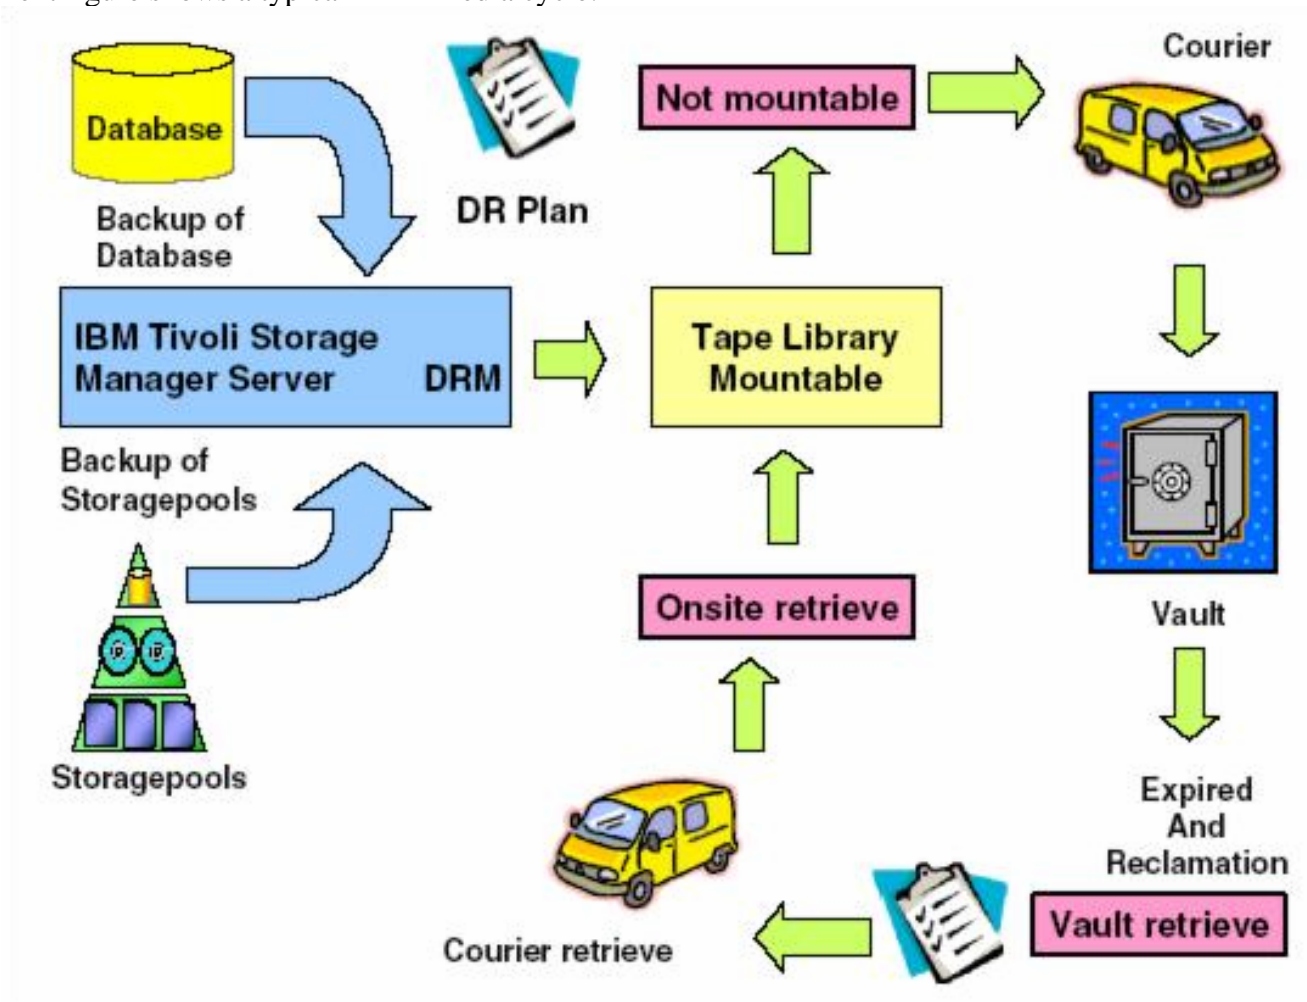 Courier
Not mountable
Database
DR Plan
Backup of
Database
IBM Tivoli Storage
Manager Server DRM
Tape Library
Mountable
Backup of
Storagepools
Onsite retrieve
Vault
Storagepools
Expired
And
Reclamation
Vault retrieve
Courier retrieve